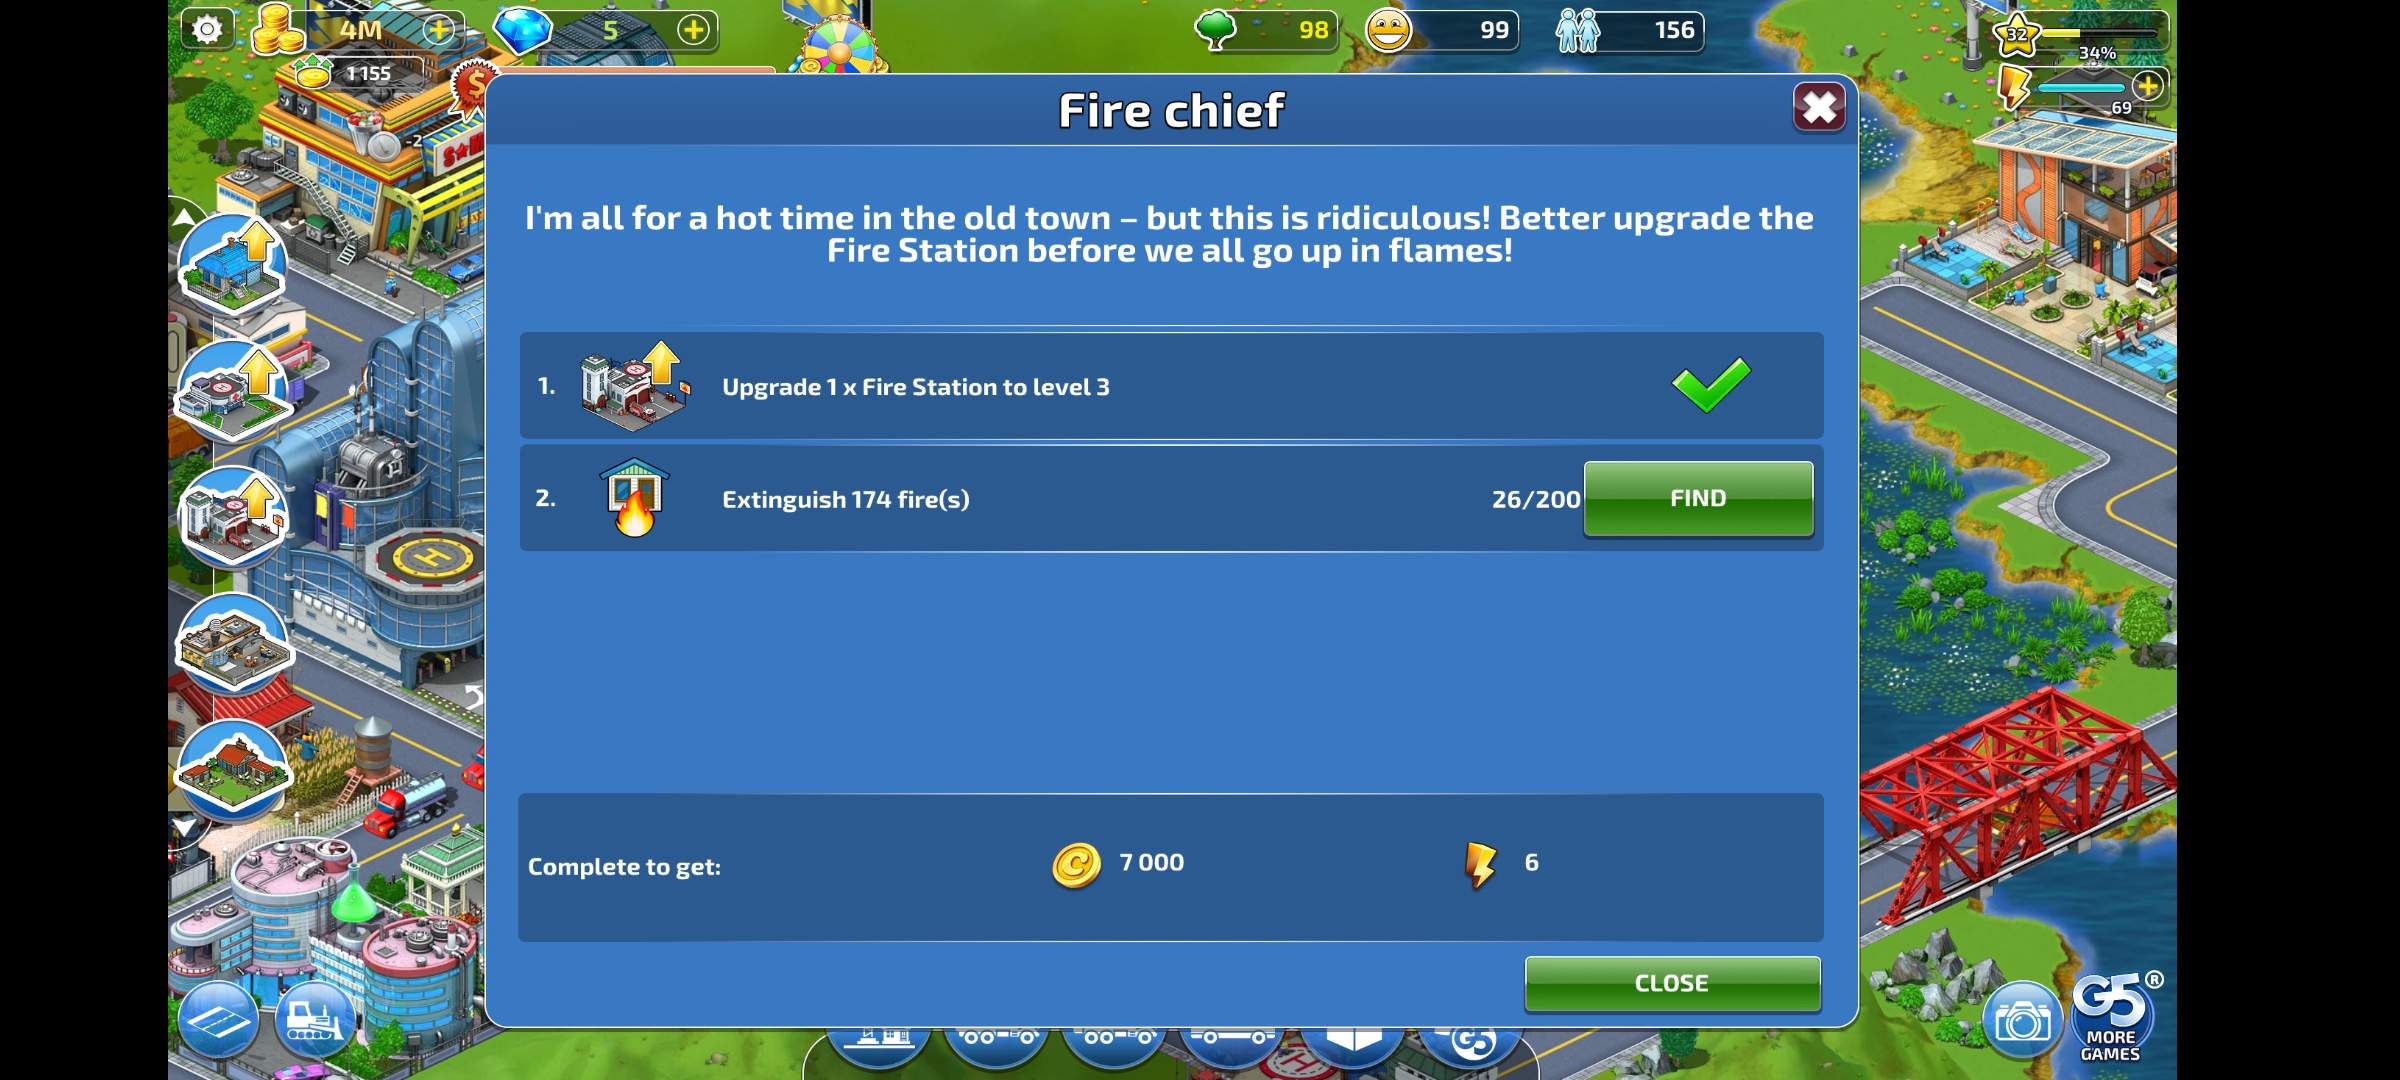 4M
5
98
99
156
32
34%
1 155
69
-2
Fire chief
I'm all for a hot time in the old town – but this is ridiculous! Better upgrade the
Fire Station before we all go up in flames!
1.
Upgrade 1 x Fire Station to level 3
2.
Extinguish 174 fire(s)
26/200
FIND
Complete to get:
7 000
6
CLOSE
G5
G5®
MORE
GAMES